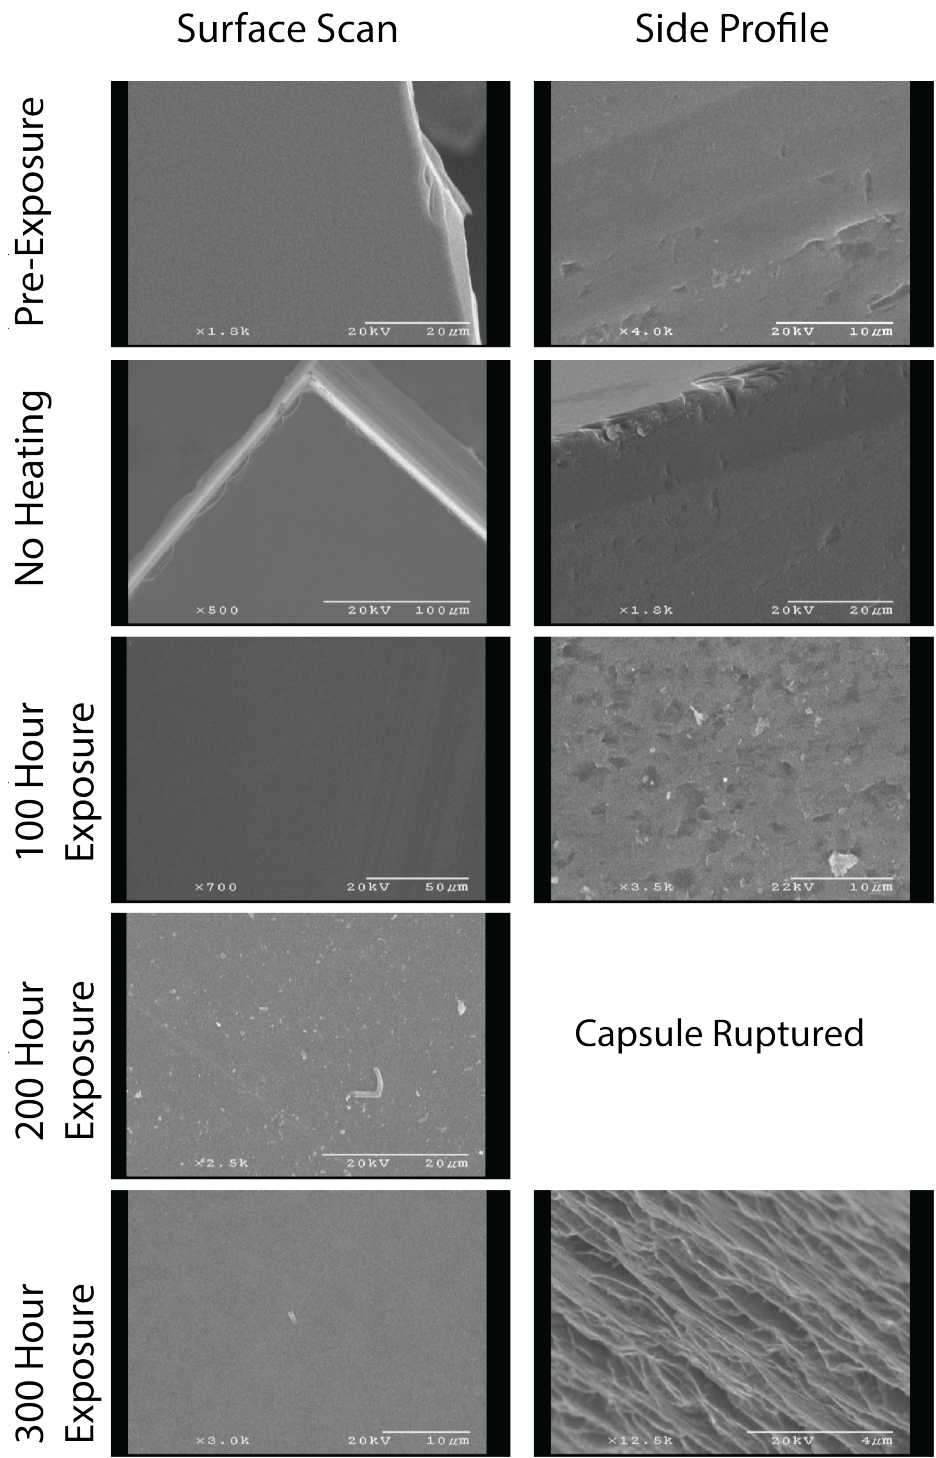 Surface Scan
Side Profile
Pre-Exposure
×1.8k 20kV 20μm
×4.0k 20kV 10μm
No Heating
×500 20kV 100μm
×1.8k 20kV 20μm
100 Hour
Exposure
×700 20kV 50μm
×3.5k 22kV 10μm
200 Hour
Exposure
×2.5k 20kV 20μm
Capsule Ruptured
300 Hour
Exposure
×3.0k 20kV 10μm
×12.5k 20kV 4μm